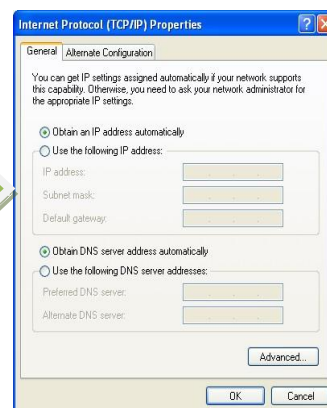 Internet Protocol (TCP/IP) Properties
General Alternate Configuration
You can get IP settings assigned automatically if your network supports
this capability. Otherwise, you need to ask your network administrator for
the appropriate IP settings.
Obtain an IP address automatically
Use the following IP address:
IP address:
Subnet mask:
Default gateway:
Obtain DNS server address automatically
Use the following DNS server addresses:
Preferred DNS server:
Alternate DNS server:
Advanced...
OK Cancel